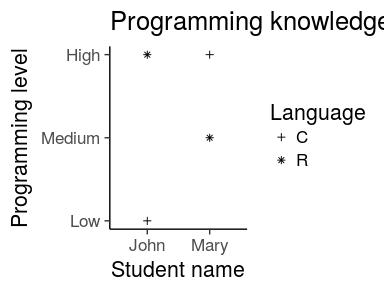 Programming knowledge
Programming level
High
Medium
Low
John Mary
Student name
Language
C
R